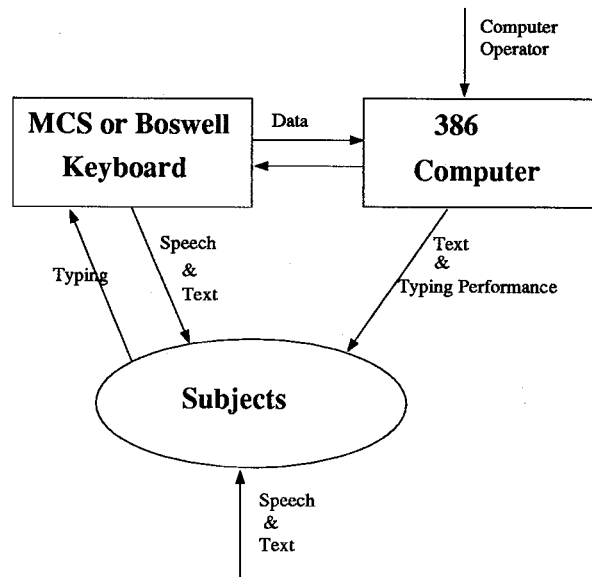 Computer
Operator
MCS or Boswell
Keyboard
Data
386
Computer
Typing
Speech
&
Text
Text
&
Typing Performance
Subjects
Speech
&
Text